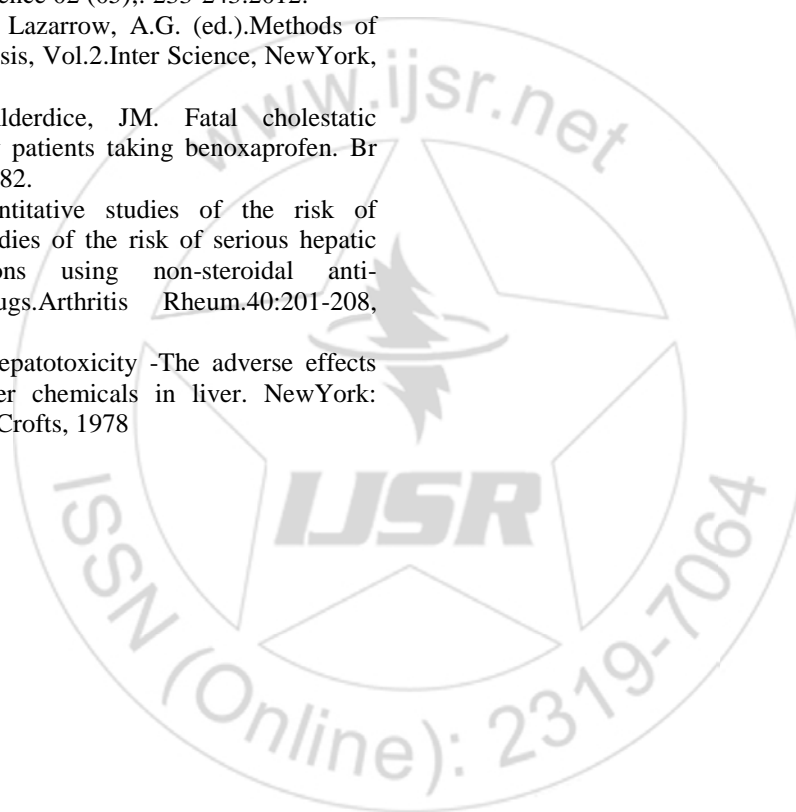 02 (03),: 233-243.2012.
Lazarrow, A.G. (ed.).Methods of
sis, Vol.2.Inter Science, NewYork,
lderdice, JM. Fatal cholestatic
patients taking benoxaprofen. Br
82.
ntitative studies of the risk of
dies of the risk of serious hepatic
ons using non-steroidal anti-
ugs.Arthritis Rheum.40:201-208,
epatotoxicity -The adverse effects
er chemicals in liver. NewYork:
Crofts, 1978
www.ijsr.net
IJSR
ISSN (Online): 2319-7064